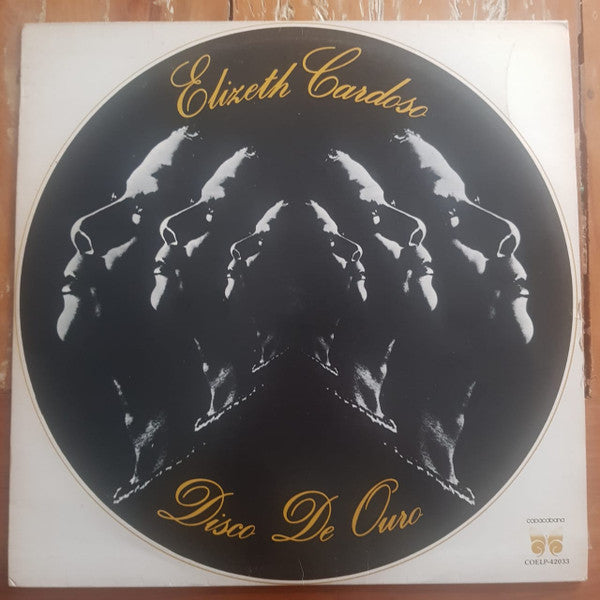 Elizeth Cardoso
Disco De Ouro
copacabana
COELP-42033